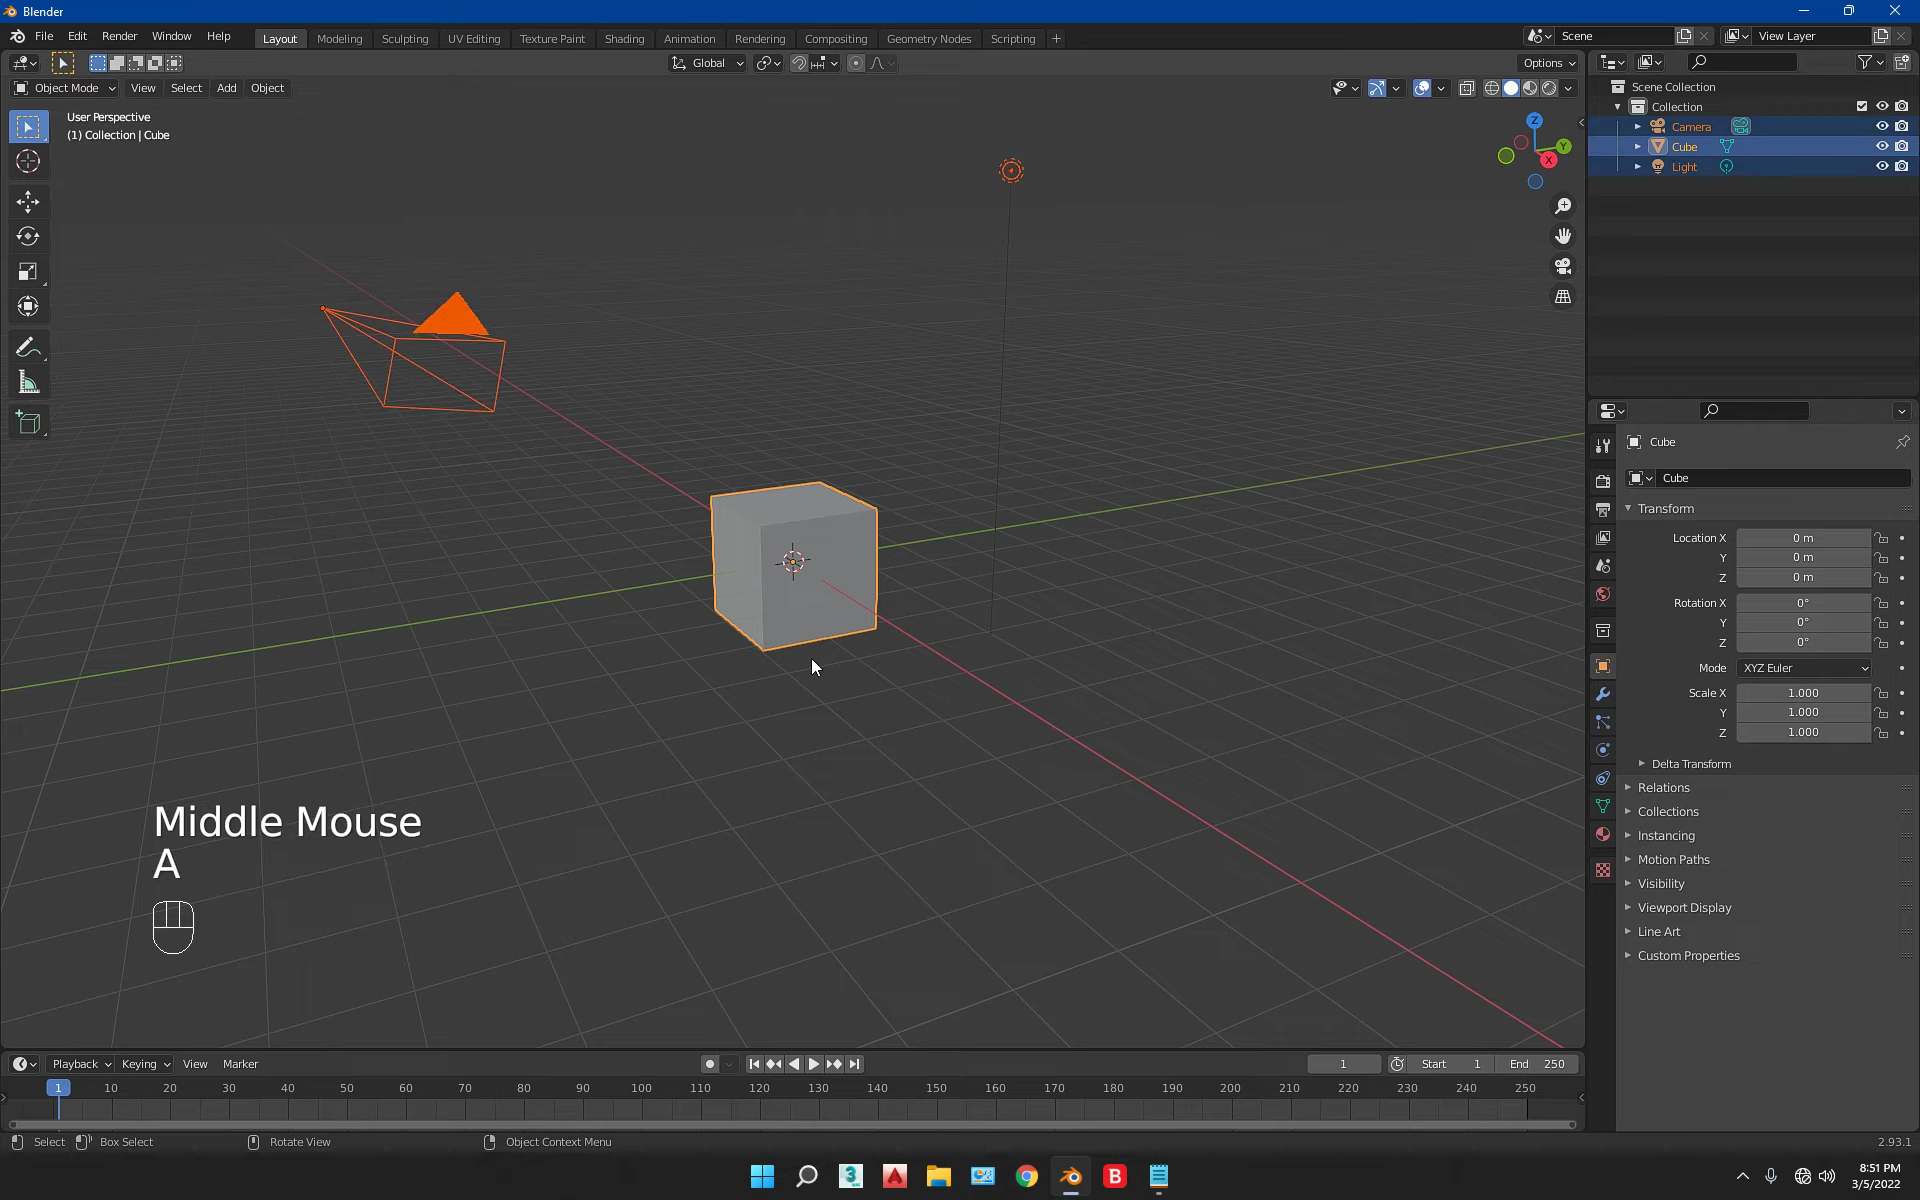 Blender
File Edit Render Window Help
Layout Modeling Sculpting UV Editing Texture Paint Shading Animation Rendering Compositing Geometry Nodes Scripting +
Scene
View Layer
Global
Options
Object Mode View Select Add Object
User Perspective
(1) Collection | Cube
Z
Y
X
Scene Collection
Collection
Camera
Cube
Light
Cube
Cube
Transform
Location X 0 m
Y 0 m
Z 0 m
Rotation X 0°
Y 0°
Z 0°
Mode XYZ Euler
Scale X 1.000
Y 1.000
Z 1.000
Delta Transform
Relations
Collections
Instancing
Motion Paths
Visibility
Viewport Display
Line Art
Custom Properties
Middle Mouse
A
Playback Keying View Marker
1 Start 1 End 250
1 10 20 30 40 50 60 70 80 90 100 110 120 130 140 150 160 170 180 190 200 210 220 230 240 250
Select Box Select Rotate View Object Context Menu 2.93.1
3 A B
8:51 PM
3/5/2022